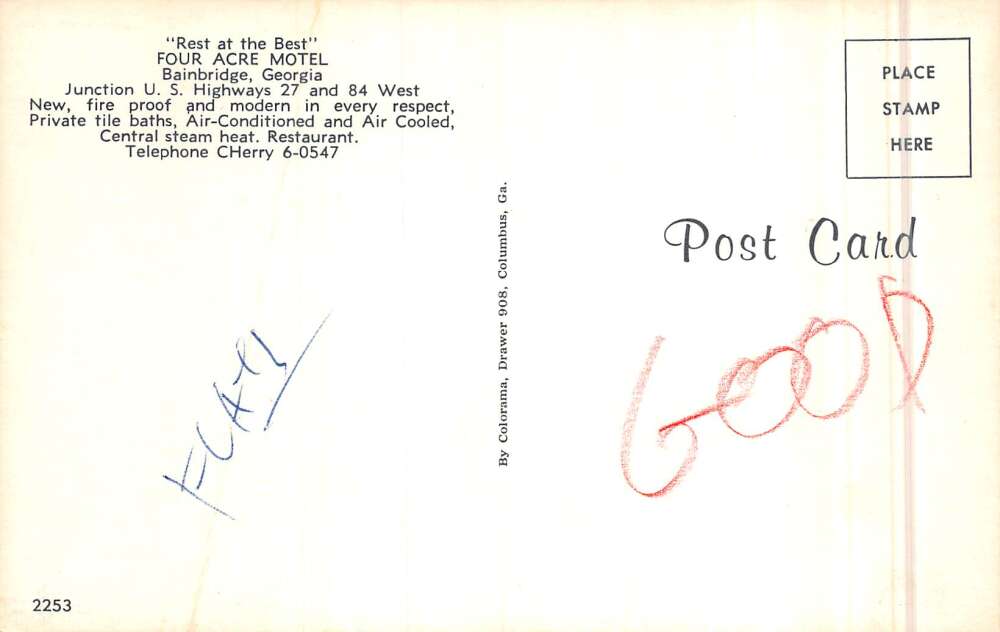 "Rest at the Best"
FOUR ACRE MOTEL
Bainbridge, Georgia
Junction U. S. Highways 27 and 84 West
New, fire proof and modern in every respect,
Private tile baths, Air-Conditioned and Air Cooled,
Central steam heat. Restaurant.
Telephone CHerry 6-0547
PLACE
STAMP
HERE
Post Card
By Colorama, Drawer 908, Columbus, Ga.
GOOD
2253